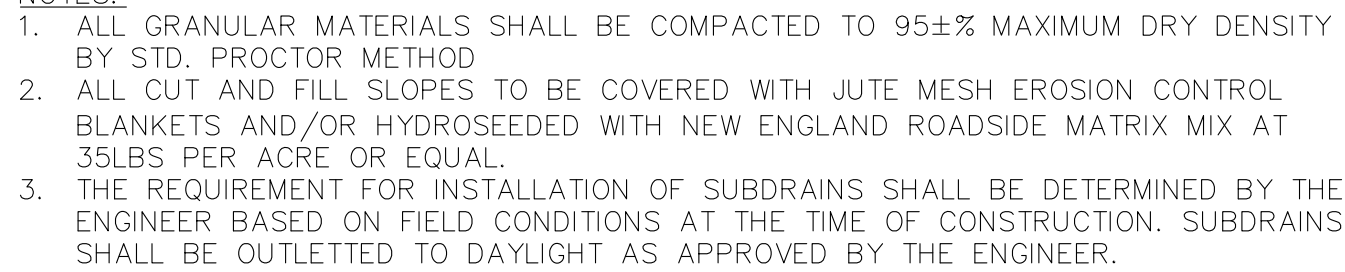 NOTES:
1. ALL GRANULAR MATERIALS SHALL BE COMPACTED TO 95±% MAXIMUM DRY DENSITY
BY STD. PROCTOR METHOD
2. ALL CUT AND FILL SLOPES TO BE COVERED WITH JUTE MESH EROSION CONTROL
BLANKETS AND/OR HYDROSEEDED WITH NEW ENGLAND ROADSIDE MATRIX MIX AT
35LBS PER ACRE OR EQUAL.
3. THE REQUIREMENT FOR INSTALLATION OF SUBDRAINS SHALL BE DETERMINED BY THE
ENGINEER BASED ON FIELD CONDITIONS AT THE TIME OF CONSTRUCTION. SUBDRAINS
SHALL BE OUTLETTED TO DAYLIGHT AS APPROVED BY THE ENGINEER.